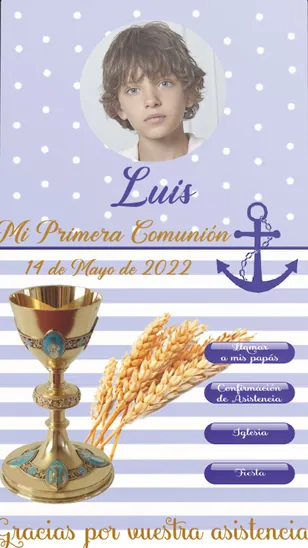 Luis
Mi Primera Comunión
14 de Mayo de 2022
Llamar
a mis papás
Confirmación
de Asistencia
Iglesia
Fiesta
Gracias por vuestra asistencia